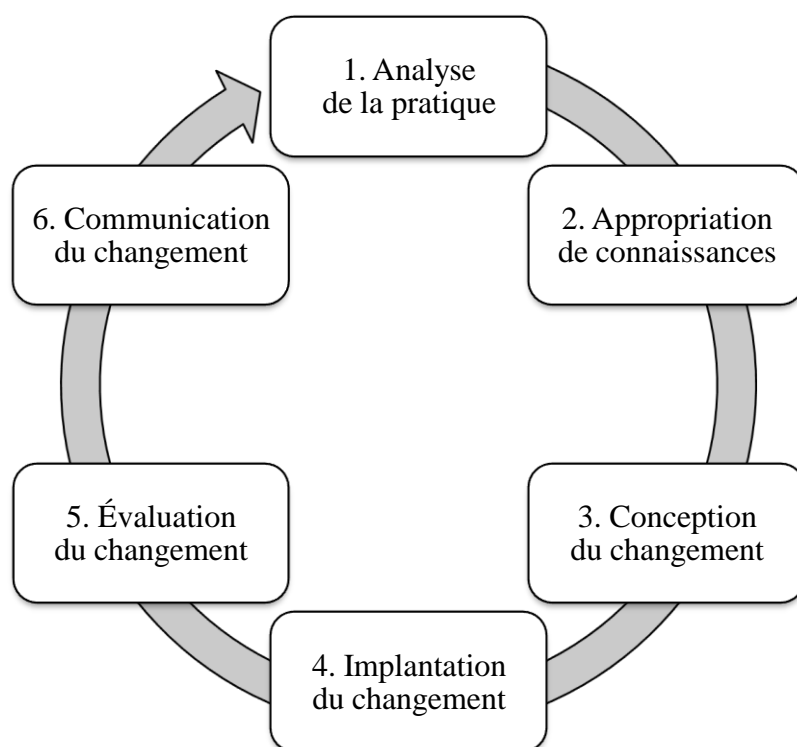 1. Analyse
de la pratique
2. Appropriation
de connaissances
3. Conception
du changement
4. Implantation
du changement
5. Évaluation
du changement
6. Communication
du changement